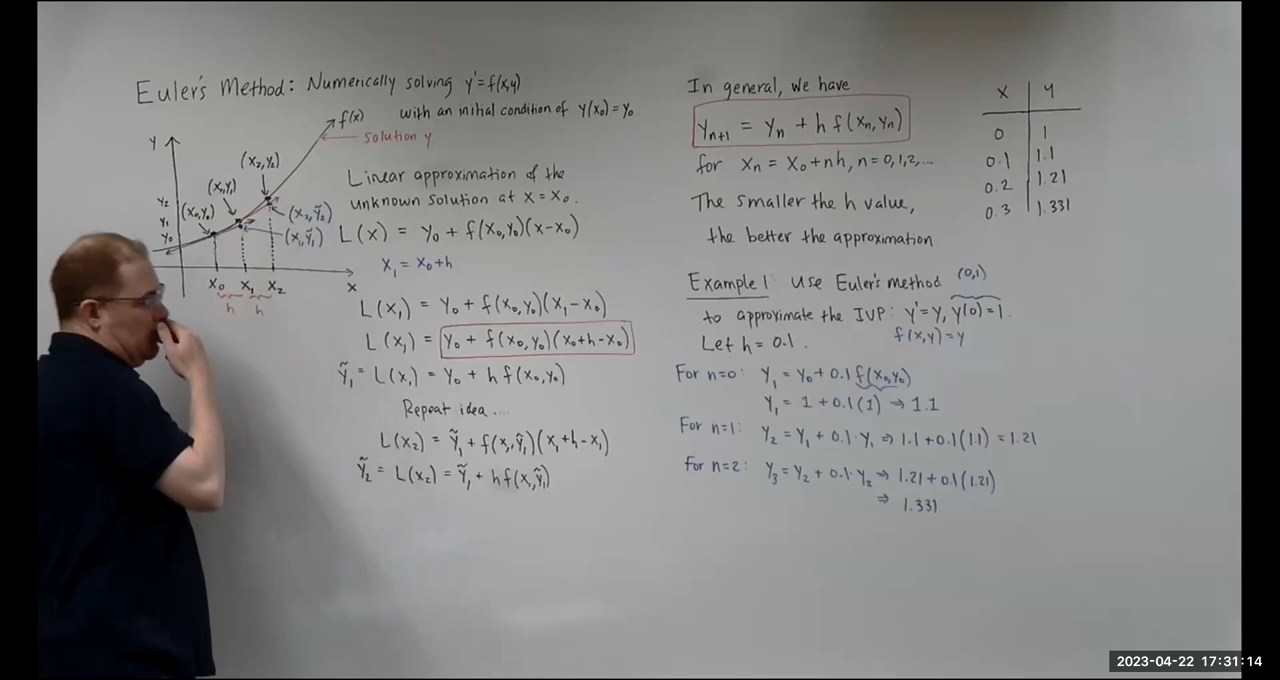 Euler's Method: Numerically solving y'=f(x,y)
with an initial condition of y(x₀)=y₀.
f(x)
solution y
Y
(x₂,y₂)
(x₁,y₁)
(x₀,y₀)
y₂
y₁
y₀
(x₂,ỹ₂)
(x₁,ỹ₁)
x₀ x₁ x₂ x
h h
Linear approximation of the
unknown solution at x=x₀.
L(x) = y₀ + f(x₀,y₀)(x-x₀)
x₁ = x₀+h
L(x₁) = y₀ + f(x₀,y₀)(x₁-x₀)
L(x₁) = y₀ + f(x₀,y₀)(x₀+h-x₀)
ỹ₁ = L(x₁) = y₀ + h f(x₀,y₀)
Repeat idea....
L(x₂) = ỹ₁ + f(x₁,ỹ₁)(x₁+h-x₁)
ỹ₂ = L(x₂) = ỹ₁ + h f(x₁,ỹ₁)
In general, we have
yₙ₊₁ = yₙ + h f(xₙ,yₙ)
for xₙ = x₀+nh, n=0,1,2,...
The smaller the h value,
the better the approximation
Example 1: Use Euler's method (0,1)
to approximate the IVP: y'=y, y(0)=1.
Let h=0.1. f(x,y)=y
For n=0: y₁ = y₀+0.1 f(x₀,y₀)
y₁ = 1+0.1(1) → 1.1
For n=1: y₂ = y₁ + 0.1·y₁ ⇒ 1.1+0.1(1.1) = 1.21
For n=2: y₃ = y₂ + 0.1·y₂ ⇒ 1.21+0.1(1.21)
⇒ 1.331
x y
0 1
0.1 1.1
0.2 1.21
0.3 1.331
2023-04-22 17:31:14